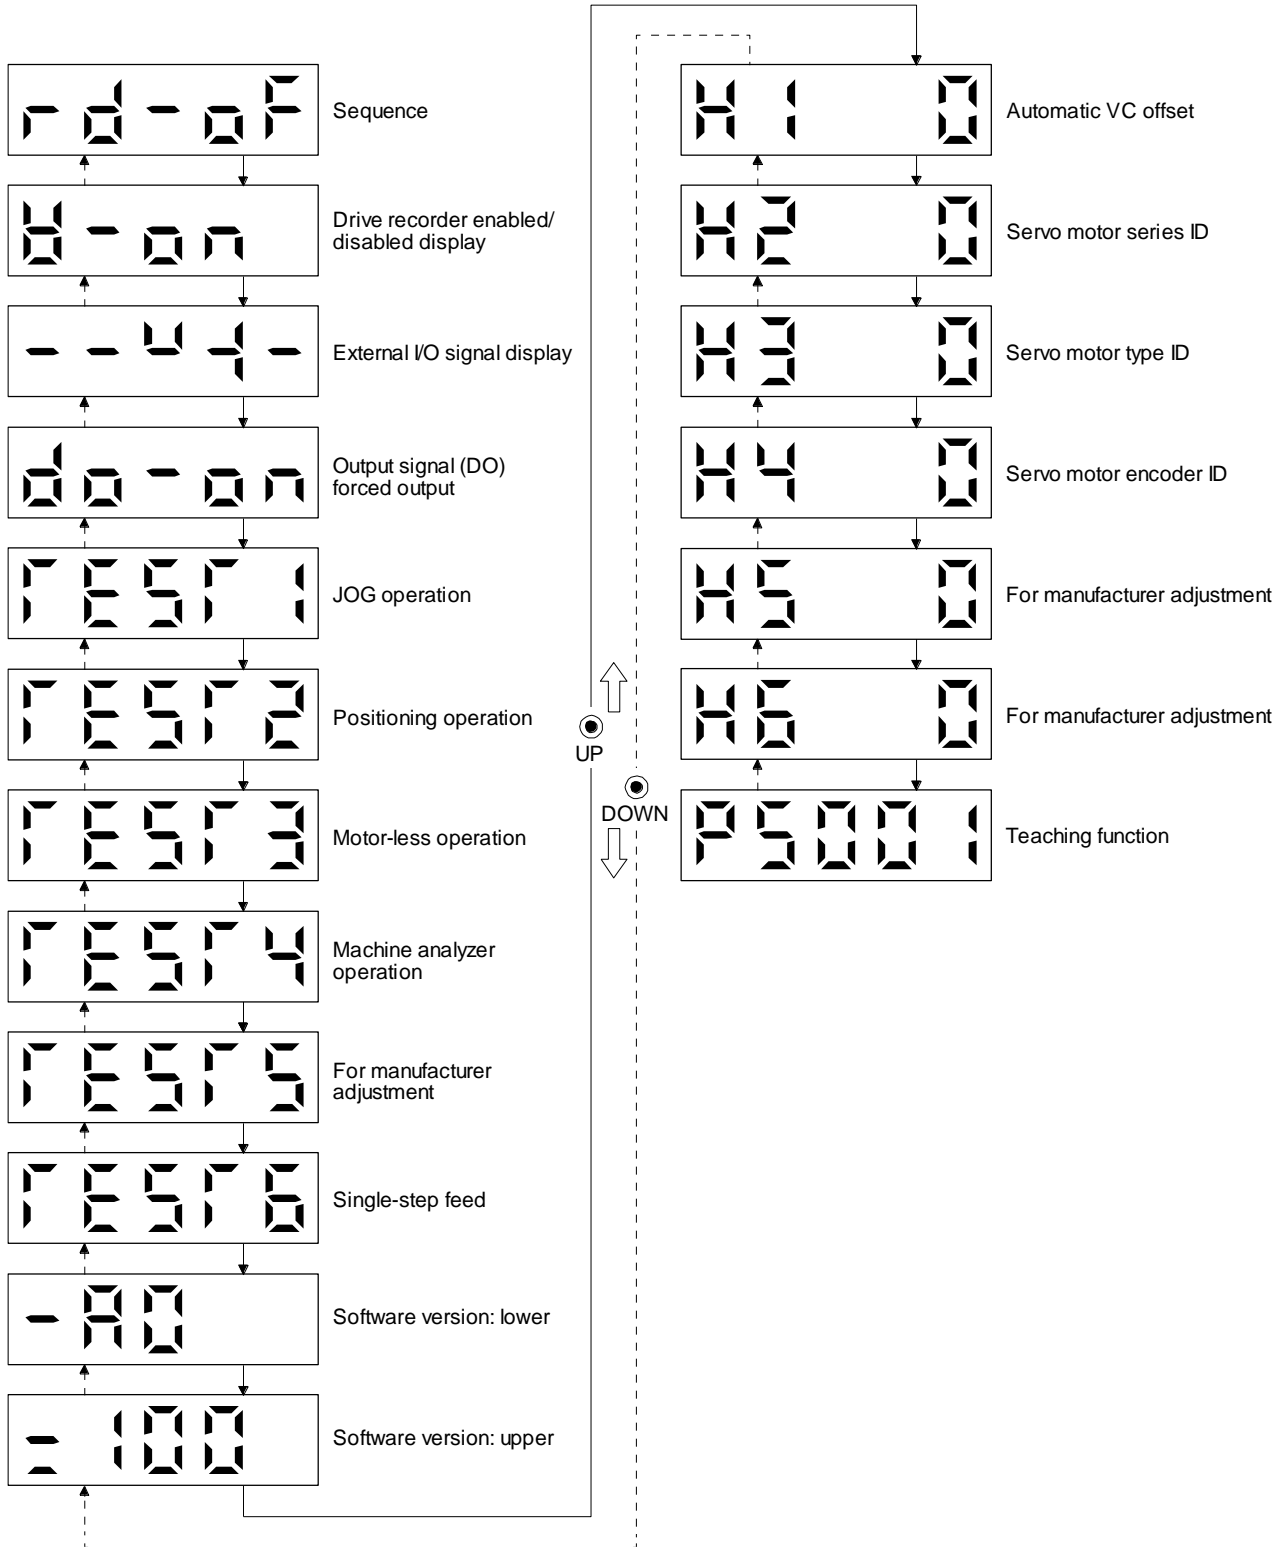 rd-oF
Sequence
b-on
Drive recorder enabled/
disabled display
External I/O signal display
do-on
Output signal (DO)
forced output
TEST1
JOG operation
TEST2
Positioning operation
TEST3
Motor-less operation
TEST4
Machine analyzer
operation
TEST5
For manufacturer
adjustment
TEST6
Single-step feed
-A0
Software version: lower
= 100
Software version: upper
UP
DOWN
H1 0
Automatic VC offset
H2 0
Servo motor series ID
H3 0
Servo motor type ID
H4 0
Servo motor encoder ID
H5 0
For manufacturer adjustment
H6 0
For manufacturer adjustment
PS001
Teaching function